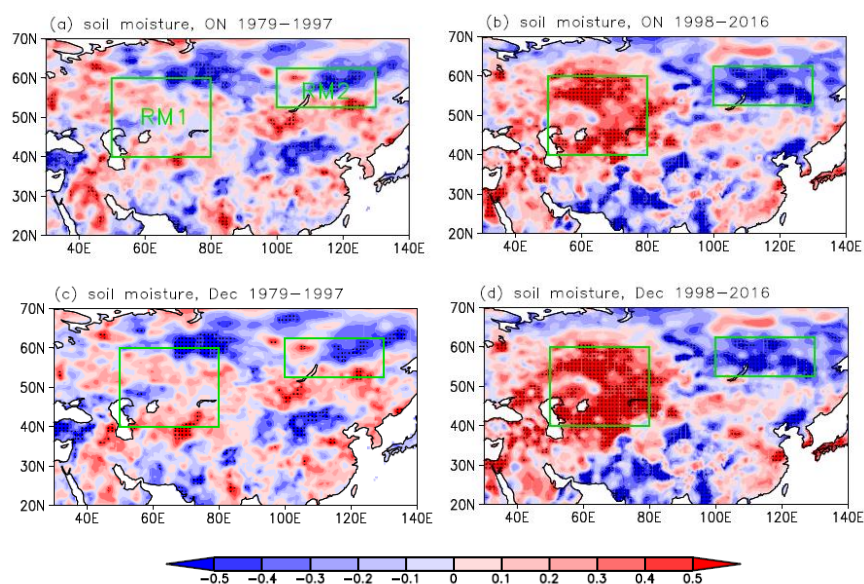 (a) soil moisture, ON 1979−1997
(b) soil moisture, ON 1998−2016
70N
60N
50N
40N
30N
20N
RM1
RM2
40E 60E 80E 100E 120E 140E
70N
60N
50N
40N
30N
20N
40E 60E 80E 100E 120E 140E
(c) soil moisture, Dec 1979−1997
(d) soil moisture, Dec 1998−2016
70N
60N
50N
40N
30N
20N
40E 60E 80E 100E 120E 140E
70N
60N
50N
40N
30N
20N
40E 60E 80E 100E 120E 140E
−0.5 −0.4 −0.2 −0.1 0 0.1 0.2 0.4 0.5